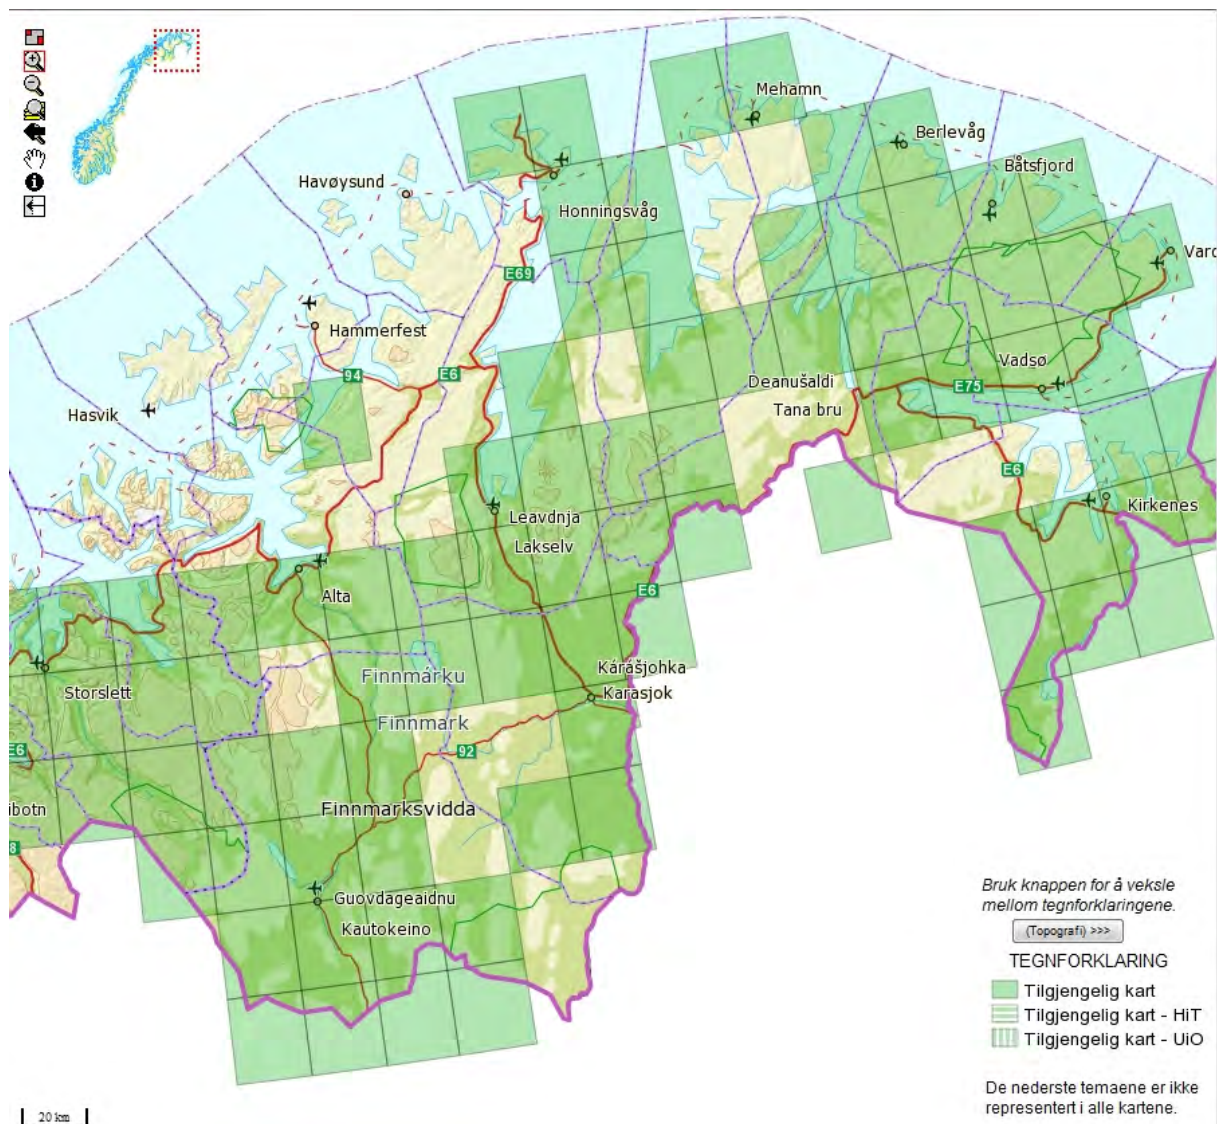 Mehamn
Berlevåg
Båtsfjord
Havøysund
Honningsvåg
Vard
E69
Hammerfest
94
E6
Vadsø
Deanušaldi
E75
Hasvik
Tana bru
E6
Kirkenes
Leavdnja
Lakselv
Alta
E6
Kárášjohka
Finnmárku
Storslett
Karasjok
Finnmark
E6
92
ibotn
Finnmarksvidda
8
Guovdageaidnu
Kautokeino
Bruk knappen for å veksle
mellom tegnforklaringene.
(Topografi) >>>
TEGNFORKLARING
Tilgjengelig kart
Tilgjengelig kart - HiT
Tilgjengelig kart - UiO
De nederste temaene er ikke
representert i alle kartene.
20 km